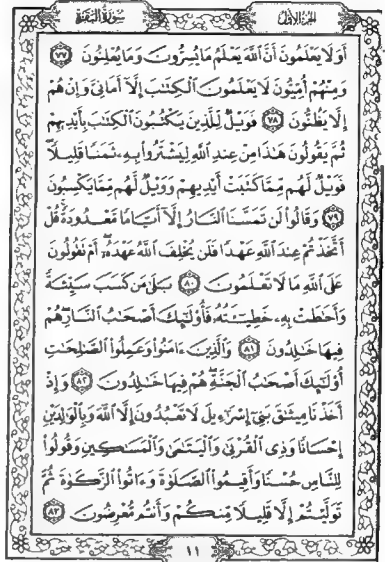 الجزء الأول
سورة البقرة
أَوَلَا يَعْلَمُونَ أَنَّ ٱللَّهَ يَعْلَمُ مَا يُسِرُّونَ وَمَا يُعْلِنُونَ ٧٧
وَمِنْهُمْ أُمِّيُّونَ لَا يَعْلَمُونَ ٱلْكِتَٰبَ إِلَّآ أَمَانِىَّ وَإِنْ هُمْ
إِلَّا يَظُنُّونَ ٧٨ فَوَيْلٌ لِّلَّذِينَ يَكْتُبُونَ ٱلْكِتَٰبَ بِأَيْدِيهِمْ
ثُمَّ يَقُولُونَ هَٰذَا مِنْ عِندِ ٱللَّهِ لِيَشْتَرُوا۟ بِهِۦ ثَمَنًا قَلِيلًا ۖ
فَوَيْلٌ لَّهُم مِّمَّا كَتَبَتْ أَيْدِيهِمْ وَوَيْلٌ لَّهُم مِّمَّا يَكْسِبُونَ
٧٩ وَقَالُوا۟ لَن تَمَسَّنَا ٱلنَّارُ إِلَّآ أَيَّامًا مَّعْدُودَةً ۚ قُلْ
أَتَّخَذْتُمْ عِندَ ٱللَّهِ عَهْدًا فَلَن يُخْلِفَ ٱللَّهُ عَهْدَهُۥٓ ۖ أَمْ تَقُولُونَ
عَلَى ٱللَّهِ مَا لَا تَعْلَمُونَ ٨٠ بَلَىٰ مَن كَسَبَ سَيِّئَةً
وَأَحَٰطَتْ بِهِۦ خَطِيٓـَٔتُهُۥ فَأُو۟لَٰٓئِكَ أَصْحَٰبُ ٱلنَّارِ ۖ هُمْ
فِيهَا خَٰلِدُونَ ٨١ وَٱلَّذِينَ ءَامَنُوا۟ وَعَمِلُوا۟ ٱلصَّٰلِحَٰتِ
أُو۟لَٰٓئِكَ أَصْحَٰبُ ٱلْجَنَّةِ ۖ هُمْ فِيهَا خَٰلِدُونَ ٨٢ وَإِذْ
أَخَذْنَا مِيثَٰقَ بَنِىٓ إِسْرَٰٓءِيلَ لَا تَعْبُدُونَ إِلَّا ٱللَّهَ وَبِٱلْوَٰلِدَيْنِ
إِحْسَانًا وَذِى ٱلْقُرْبَىٰ وَٱلْيَتَٰمَىٰ وَٱلْمَسَٰكِينِ وَقُولُوا۟
لِلنَّاسِ حُسْنًا وَأَقِيمُوا۟ ٱلصَّلَوٰةَ وَءَاتُوا۟ ٱلزَّكَوٰةَ ثُمَّ
تَوَلَّيْتُمْ إِلَّا قَلِيلًا مِّنكُمْ وَأَنتُم مُّعْرِضُونَ ٨٣
١١